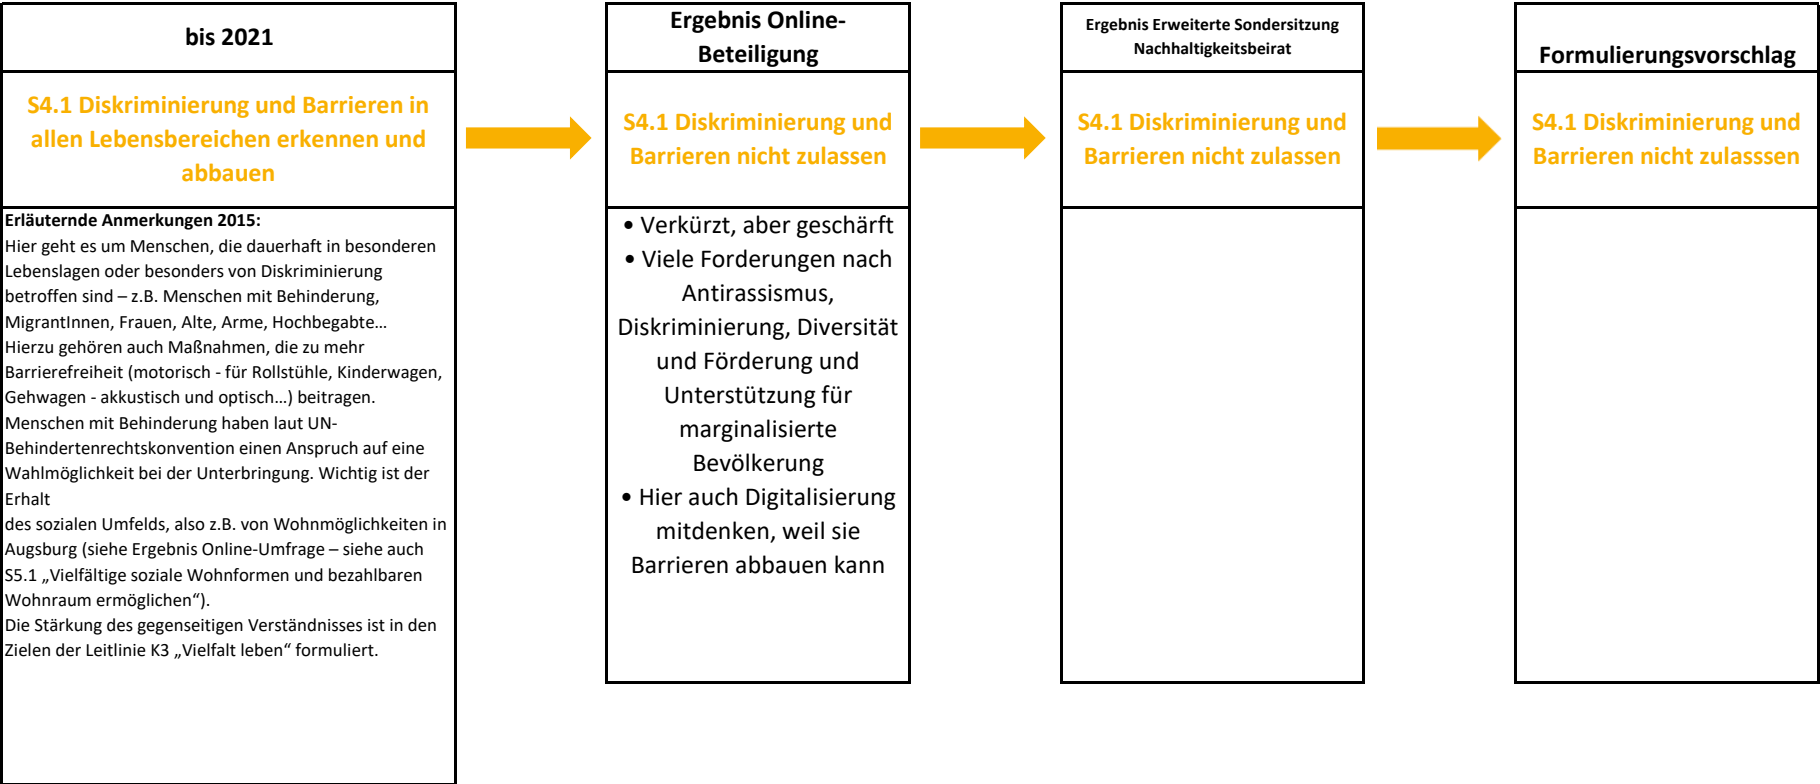 bis 2021
S4.1 Diskriminierung und Barrieren in
allen Lebensbereichen erkennen und
abbauen
Erläuternde Anmerkungen 2015:
Hier geht es um Menschen, die dauerhaft in besonderen
Lebenslagen oder besonders von Diskriminierung
betroffen sind – z.B. Menschen mit Behinderung,
MigrantInnen, Frauen, Alte, Arme, Hochbegabte…
Hierzu gehören auch Maßnahmen, die zu mehr
Barrierefreiheit (motorisch - für Rollstühle, Kinderwagen,
Gehwagen - akkustisch und optisch…) beitragen.
Menschen mit Behinderung haben laut UN-
Behindertenrechtskonvention einen Anspruch auf eine
Wahlmöglichkeit bei der Unterbringung. Wichtig ist der
Erhalt
des sozialen Umfelds, also z.B. von Wohnmöglichkeiten in
Augsburg (siehe Ergebnis Online-Umfrage – siehe auch
S5.1 „Vielfältige soziale Wohnformen und bezahlbaren
Wohnraum ermöglichen“).
Die Stärkung des gegenseitigen Verständnisses ist in den
Zielen der Leitlinie K3 „Vielfalt leben“ formuliert.
Ergebnis Online-
Beteiligung
S4.1 Diskriminierung und
Barrieren nicht zulassen
• Verkürzt, aber geschärft
• Viele Forderungen nach
Antirassismus,
Diskriminierung, Diversität
und Förderung und
Unterstützung für
marginalisierte
Bevölkerung
• Hier auch Digitalisierung
mitdenken, weil sie
Barrieren abbauen kann
Ergebnis Erweiterte Sondersitzung
Nachhaltigkeitsbeirat
S4.1 Diskriminierung und
Barrieren nicht zulassen
Formulierungsvorschlag
S4.1 Diskriminierung und
Barrieren nicht zulasssen